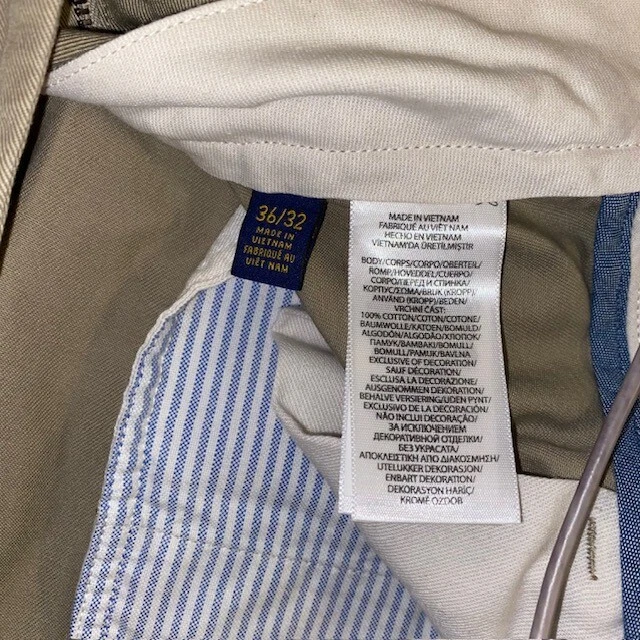 36/32
MADE IN
VIETNAM
FABRIQUÉ AU
VIÊT NAM
MADE IN VIETNAM
FABRIQUÉ AU VIÊT NAM
HECHO EN VIETNAM
VİETNAM'DA ÜRETİLMİŞTİR
BODY/CORPS/CORPO/OBERTEIL/
ROMP/HOVEDDEL/CUERPO/
CORPO/ПЕРЕД И СПИНКА/
КОРПУС/ΣΩΜΑ/BRUK (KROPP)/
ANVÄND (KROPP)/BEDEN/
VRCHNÍ ČÁST:
100% COTTON/COTON/COTONE/
BAUMWOLLE/KATOEN/BOMULD/
ALGODÓN/ALGODÃO/ХЛОПОК/
ПАМУК/ΒΑΜΒΑΚΙ/BOMULL/
BOMULL/PAMUK/BAVLNA
EXCLUSIVE OF DECORATION/
SAUF DÉCORATION/
ESCLUSA LA DECORAZIONE/
AUSGENOMMEN DEKORATION/
BEHALVE VERSIERING/UDEN PYNT/
EXCLUSIVO DE LA DECORACIÓN/
NÃO INCLUI DECORAÇÃO/
ЗА ИСКЛЮЧЕНИЕМ
ДЕКОРАТИВНОЙ ОТДЕЛКИ/
БЕЗ УКРАСАТА/
ΑΠΟΚΛΕΙΣΤΙΚΗ ΑΠΟ ΔΙΑΚΟΣΜΗΣΗ/
UTELUKKER DEKORASJON/
ENBART DEKORATION/
DEKORASYON HARİÇ/
KROMĚ OZDOB